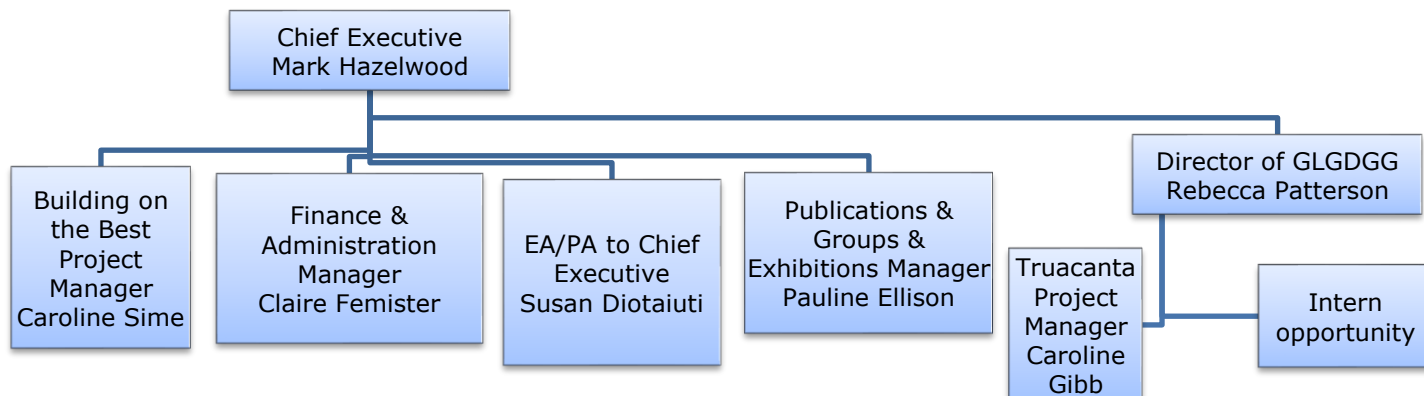 Chief Executive
Mark Hazelwood
Building on
the Best
Project
Manager
Caroline Sime
Finance &
Administration
Manager
Claire Femister
EA/PA to Chief
Executive
Susan Diotaiuti
Publications &
Groups &
Exhibitions Manager
Pauline Ellison
Director of GLGDGG
Rebecca Patterson
Truacanta
Project
Manager
Caroline
Gibb
Intern
opportunity